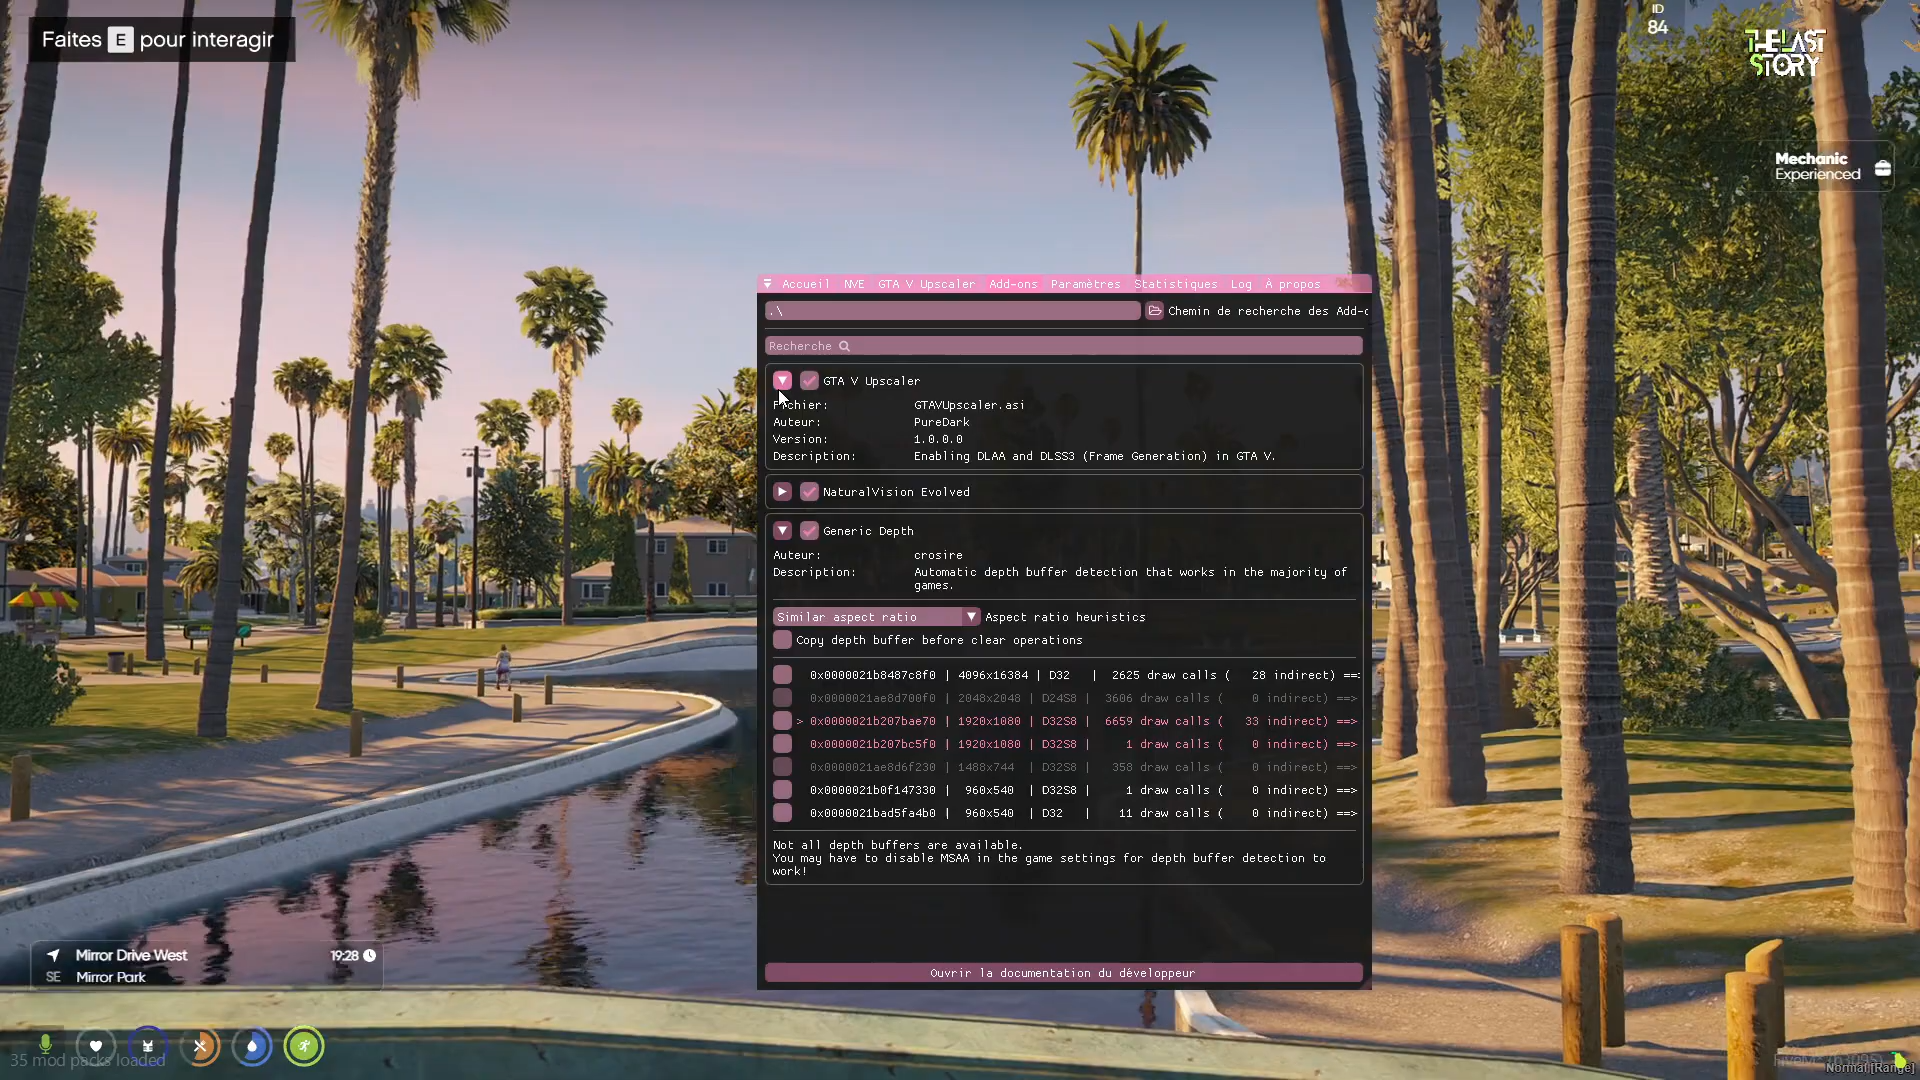 Faites E pour interagir
ID
84
THE LAST
STORY
Mechanic
Experienced
Accueil NVE GTA V Upscaler Add-ons Paramètres Statistiques Log À propos
.\
Chemin de recherche des Add-o
Recherche
GTA V Upscaler
Fichier: GTAVUpscaler.asi
Auteur: PureDark
Version: 1.0.0.0
Description: Enabling DLAA and DLSS3 (Frame Generation) in GTA V.
NaturalVision Evolved
Generic Depth
Auteur: crosire
Description: Automatic depth buffer detection that works in the majority of
games.
Similar aspect ratio Aspect ratio heuristics
Copy depth buffer before clear operations
0x0000021b8487c8f0 | 4096x16384 | D32 | 2625 draw calls ( 28 indirect) ==>
0x0000021ae8d700f0 | 2048x2048 | D24S8 | 3606 draw calls ( 0 indirect) ==>
> 0x0000021b207bae70 | 1920x1080 | D32S8 | 6659 draw calls ( 33 indirect) ==>
0x0000021b207bc5f0 | 1920x1080 | D32S8 | 1 draw calls ( 0 indirect) ==>
0x0000021ae8d6f230 | 1488x744 | D32S8 | 358 draw calls ( 0 indirect) ==>
0x0000021b0f147330 | 960x540 | D32S8 | 1 draw calls ( 0 indirect) ==>
0x0000021bad5fa4b0 | 960x540 | D32 | 11 draw calls ( 0 indirect) ==>
Not all depth buffers are available.
You may have to disable MSAA in the game settings for depth buffer detection to
work!
Ouvrir la documentation du développeur
Mirror Drive West 19:28
SE Mirror Park
35 mod packs loaded
Normal [Range]